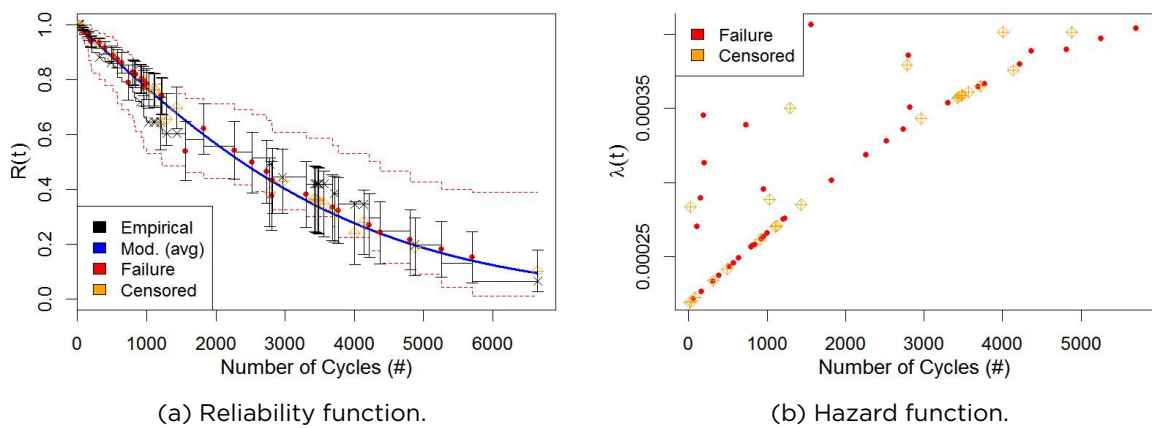 R(t)
1.0
0.8
0.6
0.4
0.2
0.0
Empirical
Mod. (avg)
Failure
Censored
0 1000 2000 3000 4000 5000 6000
Number of Cycles (#)
(a) Reliability function.
λ(t)
0.00035
0.00025
Failure
Censored
0 1000 2000 3000 4000 5000
Number of Cycles (#)
(b) Hazard function.